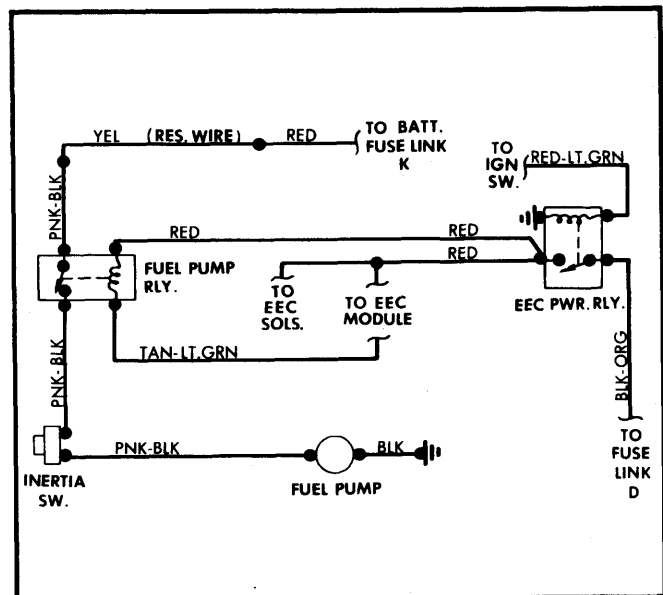 YEL (RES. WIRE) RED
TO BATT.
FUSE LINK
K
TO
IGN
SW.
RED-LT.GRN
PNK-BLK
RED
RED
RED
FUEL PUMP
RLY.
TO
EEC
SOLS.
TO EEC
MODULE
EEC PWR. RLY.
TAN-LT.GRN
PNK-BLK
BLK-ORG
PNK-BLK
BLK
INERTIA
SW.
FUEL PUMP
TO
FUSE
LINK
D